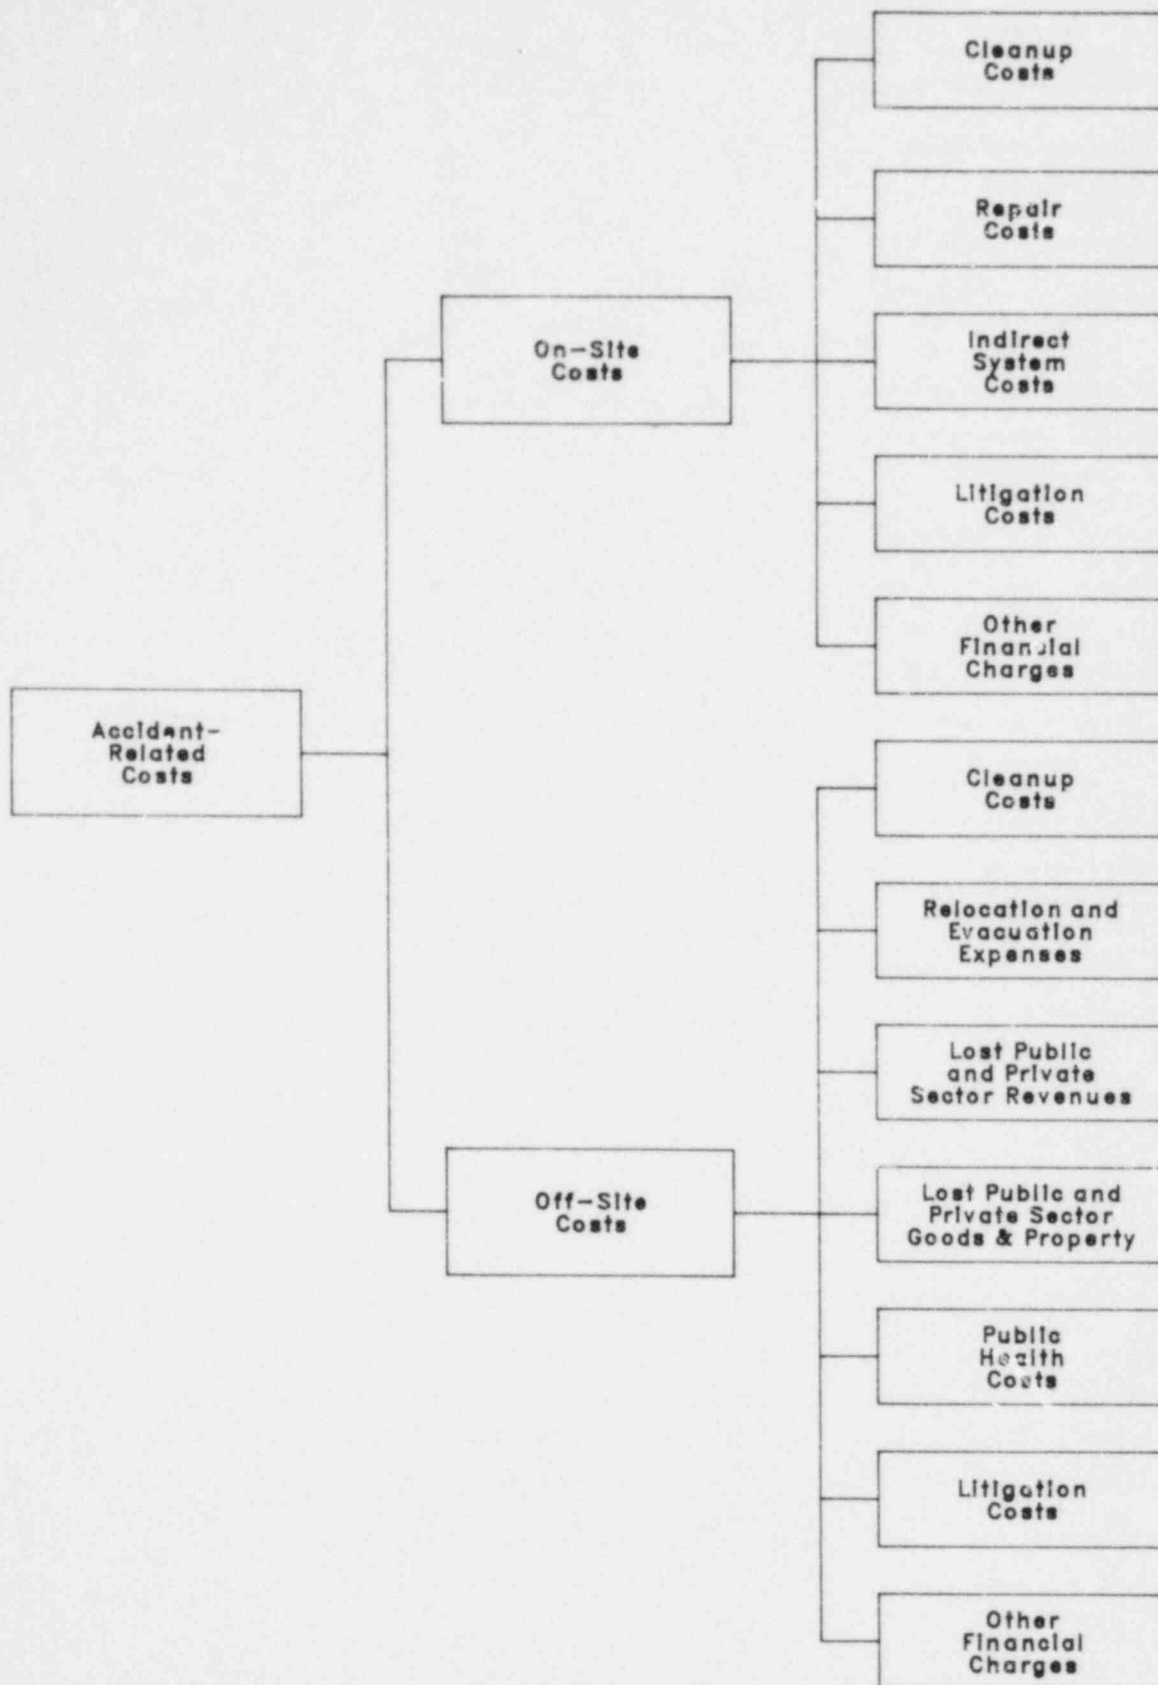 Cleanup
Costs
Repair
Costs
Indirect
System
Costs
Litigation
Costs
Other
Financial
Charges
On-Site
Costs
Accident-
Related
Costs
Cleanup
Costs
Relocation and
Evacuation
Expenses
Lost Public
and Private
Sector Revenues
Lost Public and
Private Sector
Goods & Property
Off-Site
Costs
Public
Health
Costs
Litigation
Costs
Other
Financial
Charges